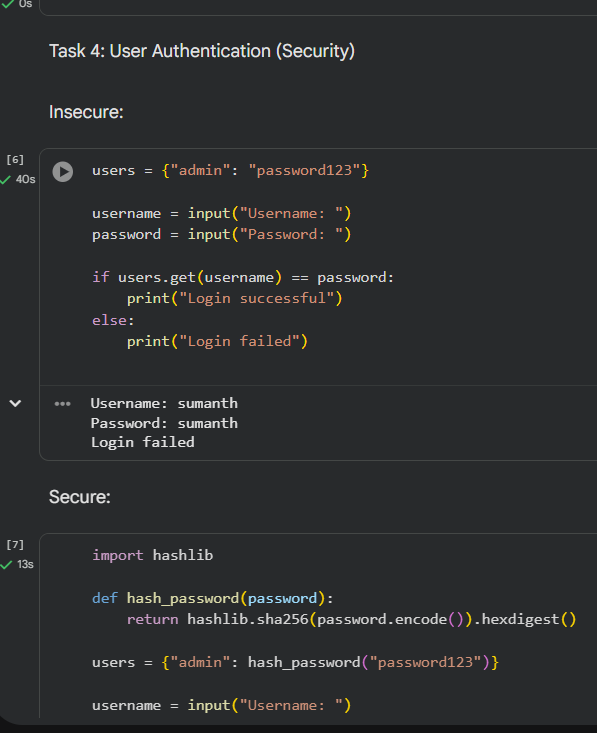 0s
Task 4: User Authentication (Security)
Insecure:
[6]
40s
users = {"admin": "password123"}
username = input("Username: ")
password = input("Password: ")
if users.get(username) == password:
    print("Login successful")
else:
    print("Login failed")
Username: sumanth
Password: sumanth
Login failed
Secure:
[7]
13s
import hashlib
def hash_password(password):
    return hashlib.sha256(password.encode()).hexdigest()
users = {"admin": hash_password("password123")}
username = input("Username: ")